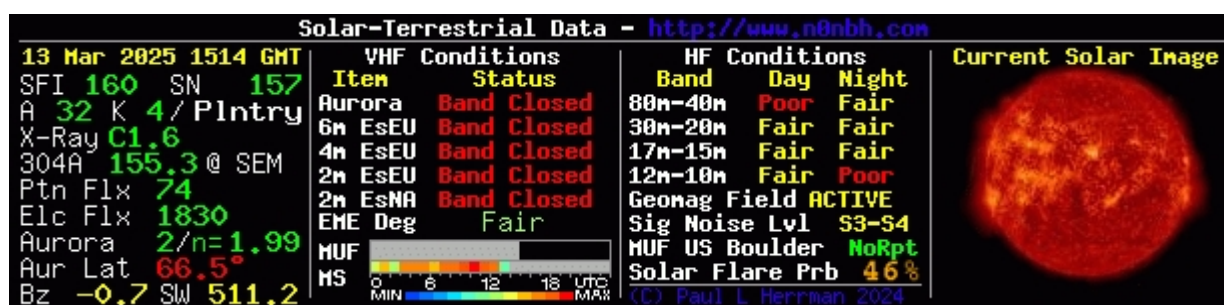 Solar-Terrestrial Data - http://www.n0nbh.com
13 Mar 2025 1514 GMT
SFI 160 SN 157
A 32 K 4/Plntry
X-Ray C1.6
304A 155.3 @ SEM
Ptn Flx 74
Elc Flx 1830
Aurora 2/n=1.99
Aur Lat 66.5°
Bz -0.7 SW 511.2
VHF Conditions
Item Status
Aurora Band Closed
6m EsEU Band Closed
4m EsEU Band Closed
2m EsEU Band Closed
2m EsNA Band Closed
EME Deg Fair
MUF
MS 0 6 12 18 UTC
MIN MAX
HF Conditions
Band Day Night
80m-40m Poor Fair
30m-20m Fair Fair
17m-15m Fair Fair
12m-10m Fair Poor
Geomag Field ACTIVE
Sig Noise Lvl S3-S4
MUF US Boulder NoRpt
Solar Flare Prb 46%
(C) Paul L Herrman 2024
Current Solar Image